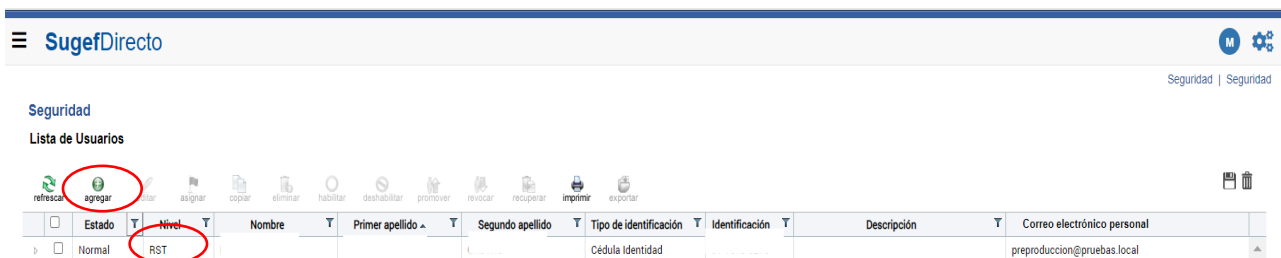 SugefDirecto
M
Seguridad | Seguridad
Seguridad
Lista de Usuarios
refrescar agregar editar asignar copiar eliminar habilitar deshabilitar promover revocar recuperar imprimir exportar
Estado Nivel Nombre Primer apellido Segundo apellido Tipo de identificación Identificación Descripción Correo electrónico personal
Normal RST Cédula Identidad preproduccion@pruebas.local